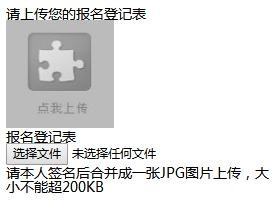 请上传您的报名登记表
点我上传
报名登记表
选择文件 未选择任何文件
请本人签名后合并成一张JPG图片上传，大
小不能超200KB